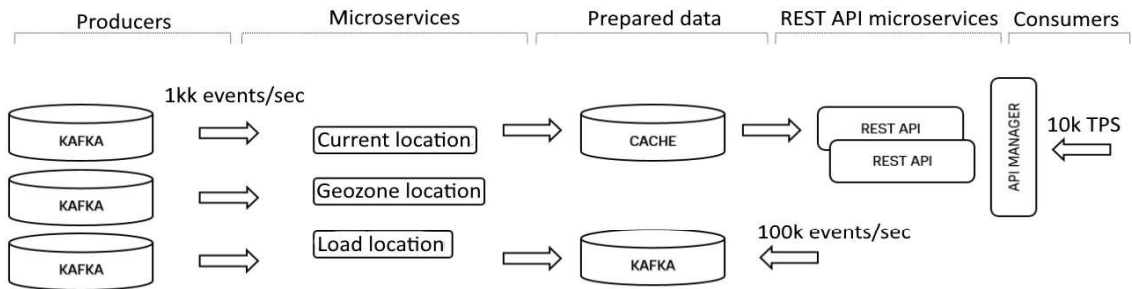 Producers
Microservices
Prepared data
REST API microservices
Consumers
1kk events/sec
KAFKA
Current location
CACHE
REST API
REST API
API MANAGER
10k TPS
KAFKA
Geozone location
KAFKA
Load location
KAFKA
100k events/sec